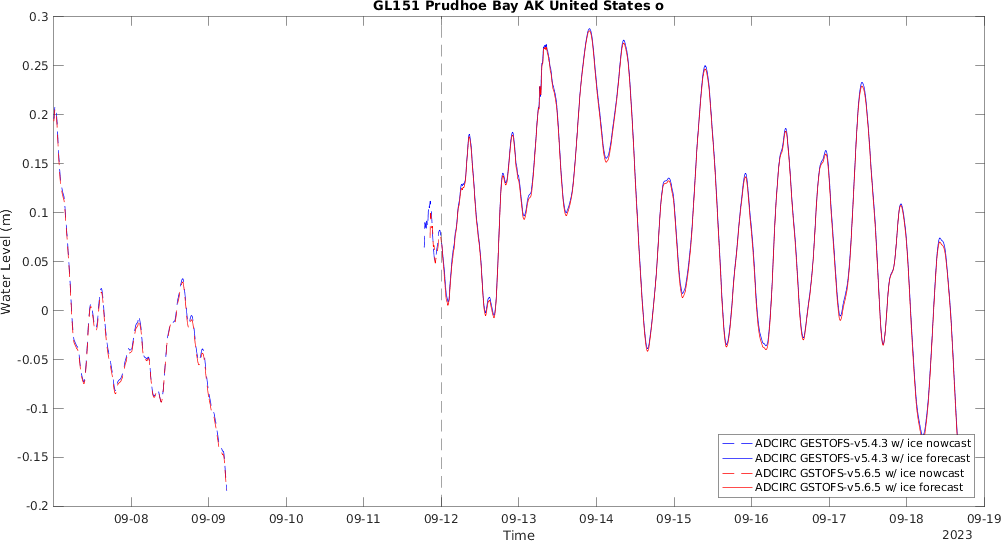 GL151 Prudhoe Bay AK United States o
0.3
0.25
0.2
0.15
0.1
0.05
0
-0.05
-0.1
-0.15
-0.2
Water Level (m)
09-08 09-09 09-10 09-11 09-12 09-13 09-14 09-15 09-16 09-17 09-18 09-19
Time
2023
ADCIRC GESTOFS-v5.4.3 w/ ice nowcast
ADCIRC GESTOFS-v5.4.3 w/ ice forecast
ADCIRC GSTOFS-v5.6.5 w/ ice nowcast
ADCIRC GSTOFS-v5.6.5 w/ ice forecast